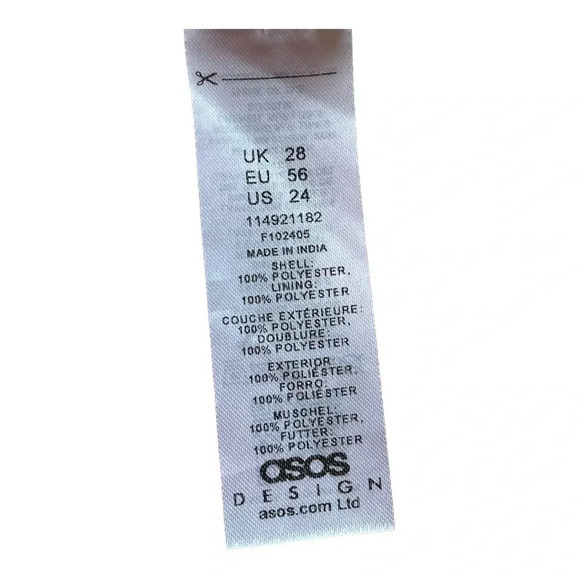 UK 28
EU 56
US 24
114921182
F102405
MADE IN INDIA
SHELL:
100% POLYESTER,
LINING:
100% POLYESTER
COUCHE EXTÉRIEURE:
100% POLYESTER,
DOUBLURE:
100% POLYESTER
EXTERIOR:
100% POLIÉSTER,
FORRO:
100% POLIÉSTER
MUSCHEL:
100% POLYESTER,
FUTTER:
100% POLYESTER
asos
DESIGN
asos.com Ltd